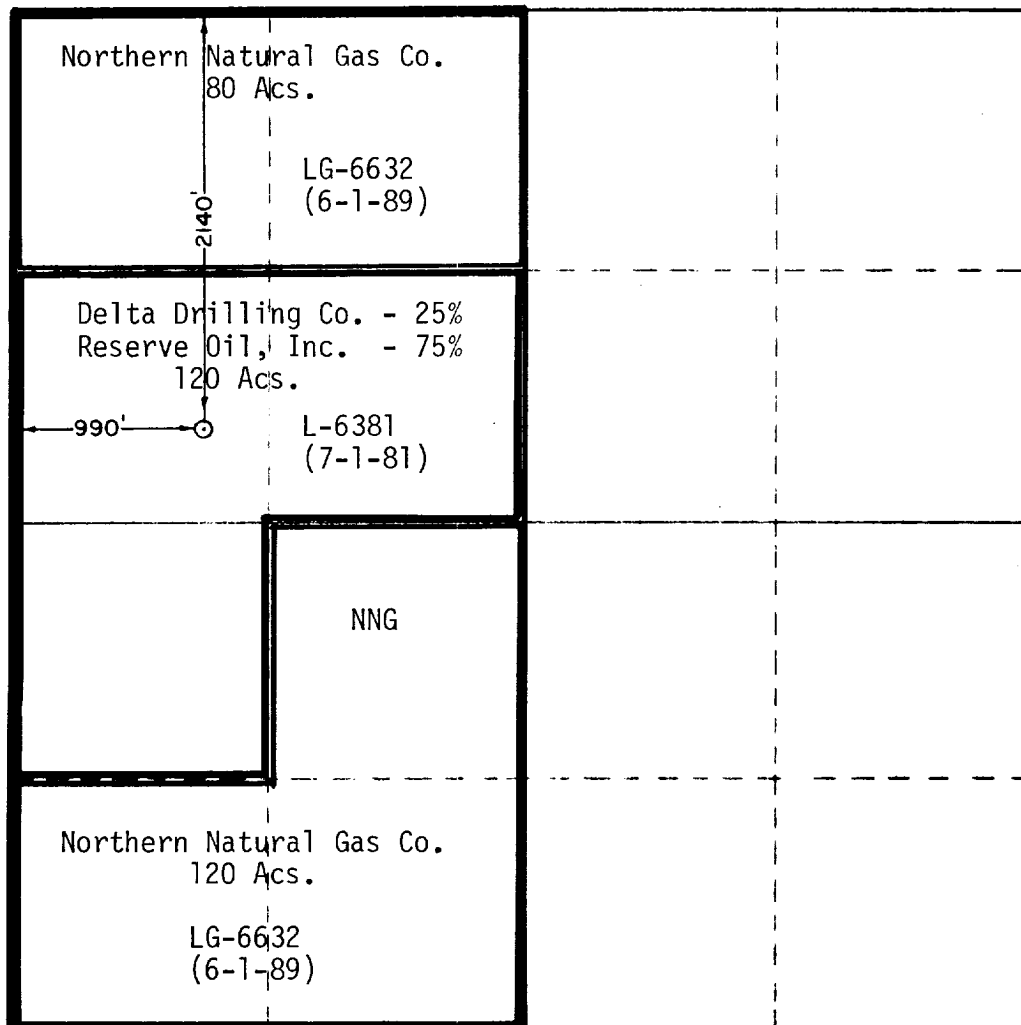 Northern Natural Gas Co.
80 Acs.
LG-6632
(6-1-89)
2140'
Delta Drilling Co. - 25%
Reserve Oil, Inc. - 75%
120 Acs.
990'
L-6381
(7-1-81)
NNG
Northern Natural Gas Co.
120 Acs.
LG-6632
(6-1-89)